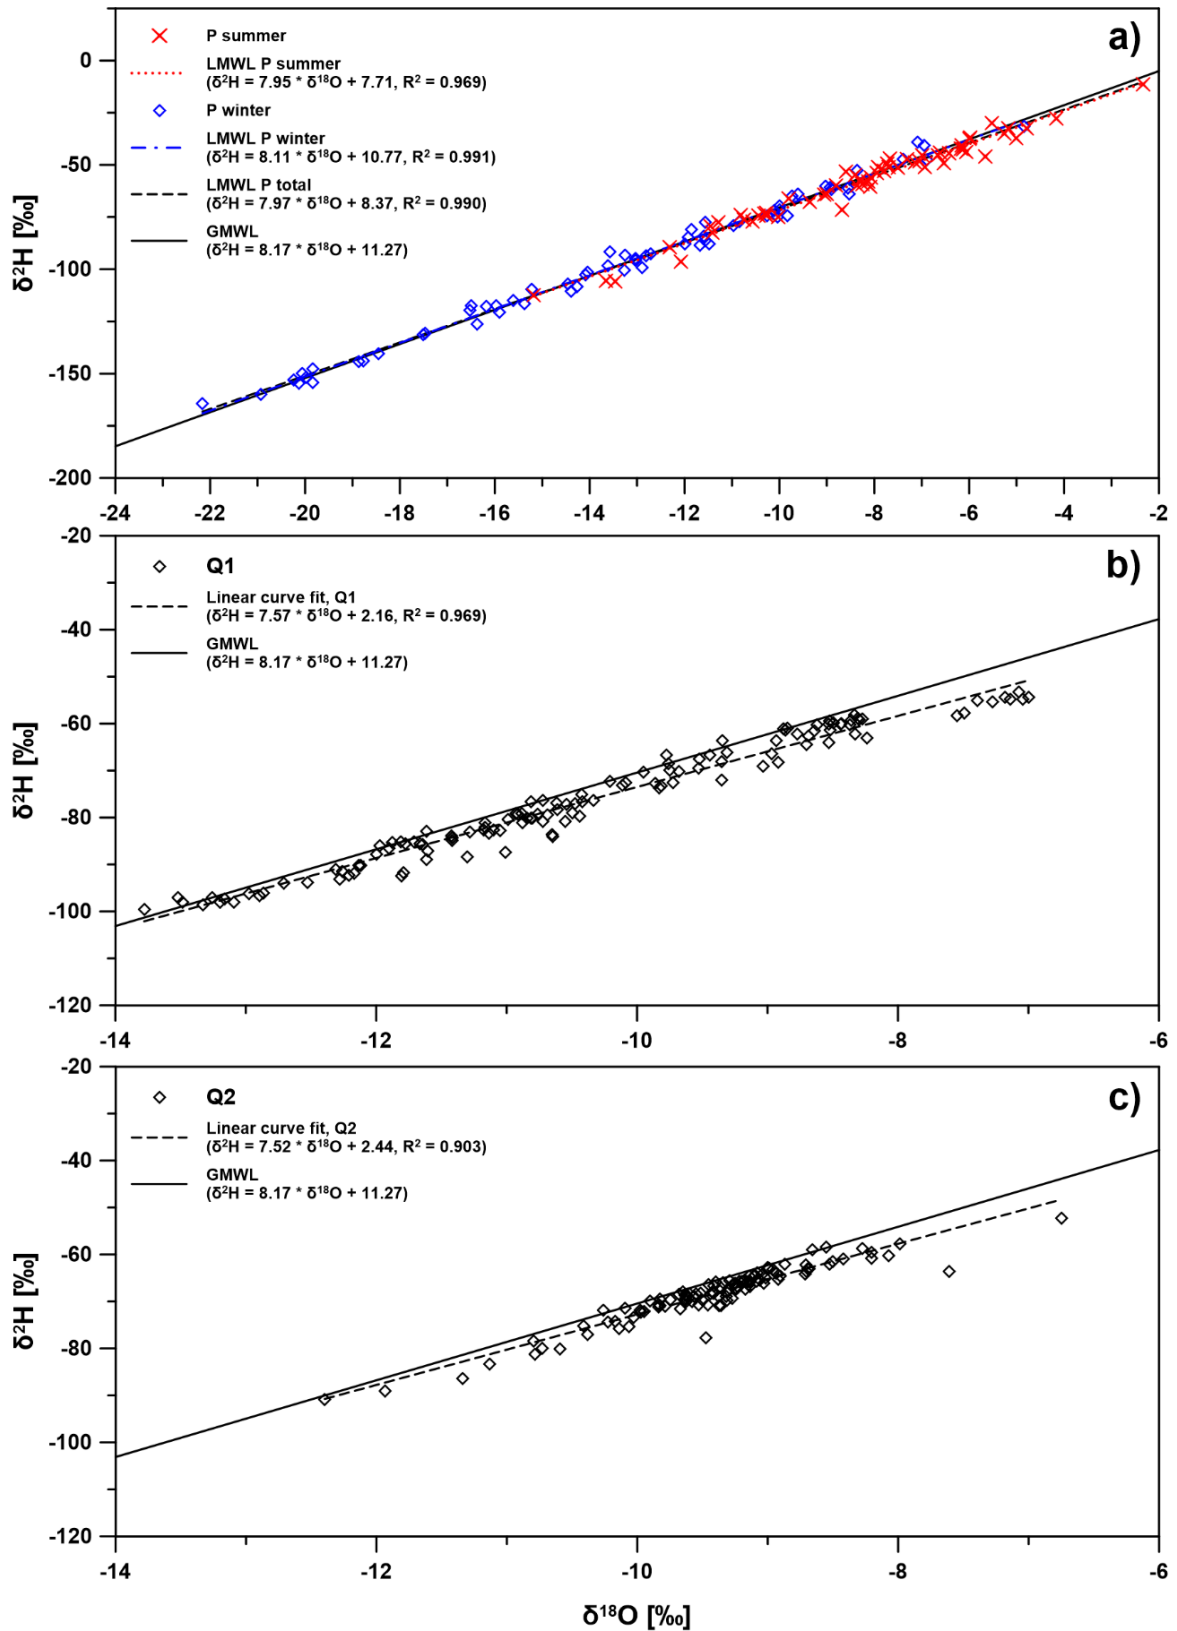 a)
P summer
LMWL P summer
(δ²H = 7.95 * δ¹⁸O + 7.71, R² = 0.969)
P winter
LMWL P winter
(δ²H = 8.11 * δ¹⁸O + 10.77, R² = 0.991)
LMWL P total
(δ²H = 7.97 * δ¹⁸O + 8.37, R² = 0.990)
GMWL
(δ²H = 8.17 * δ¹⁸O + 11.27)
δ²H [‰]
0
-50
-100
-150
-200
-24 -22 -20 -18 -16 -14 -12 -10 -8 -6 -4 -2
b)
Q1
Linear curve fit, Q1
(δ²H = 7.57 * δ¹⁸O + 2.16, R² = 0.969)
GMWL
(δ²H = 8.17 * δ¹⁸O + 11.27)
δ²H [‰]
-20
-40
-60
-80
-100
-120
-14 -12 -10 -8 -6
c)
Q2
Linear curve fit, Q2
(δ²H = 7.52 * δ¹⁸O + 2.44, R² = 0.903)
GMWL
(δ²H = 8.17 * δ¹⁸O + 11.27)
δ²H [‰]
-20
-40
-60
-80
-100
-120
-14 -12 -10 -8 -6
δ¹⁸O [‰]